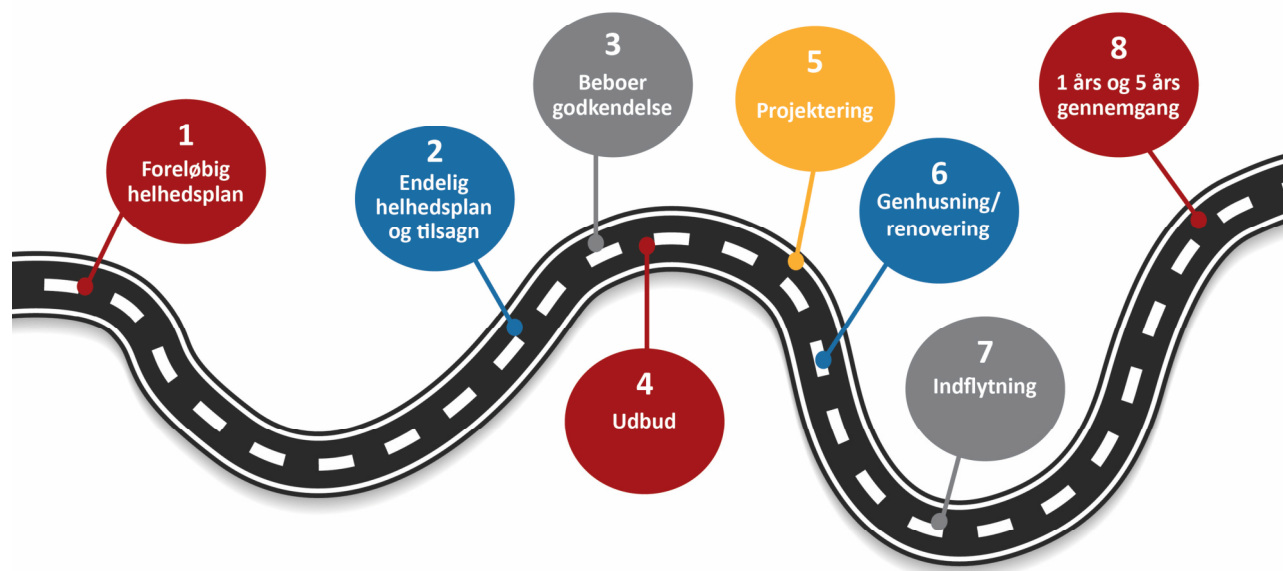 1
Foreløbig
helhedsplan
2
Endelig
helhedsplan
og tilsagn
3
Beboer
godkendelse
4
Udbud
5
Projektering
6
Genhusning/
renovering
7
Indflytning
8
1 års og 5 års
gennemgang